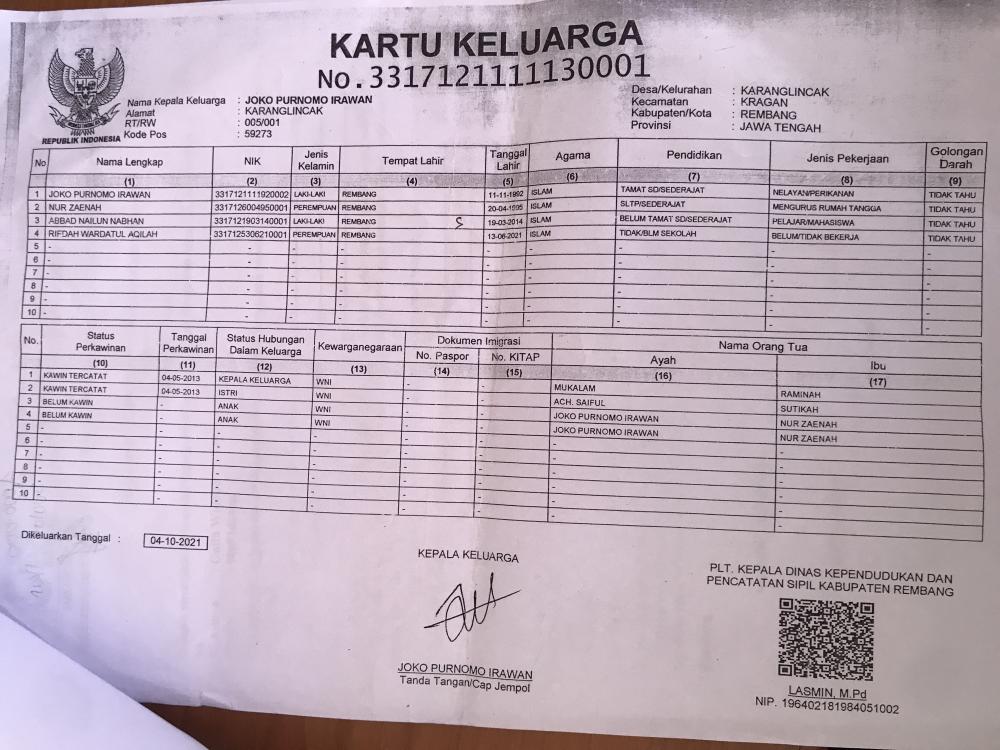 KARTU KELUARGA
No.3317121111130001
REPUBLIK INDONESIA
Nama Kepala Keluarga : JOKO PURNOMO IRAWAN
Alamat : KARANGLINCAK
RT/RW : 005/001
Kode Pos : 59273
Desa/Kelurahan : KARANGLINCAK
Kecamatan : KRAGAN
Kabupaten/Kota : REMBANG
Provinsi : JAWA TENGAH
No Nama Lengkap NIK Jenis Kelamin Tempat Lahir Tanggal Lahir Agama Pendidikan Jenis Pekerjaan Golongan Darah
(1) (2) (3) (4) (5) (6) (7) (8) (9)
1 JOKO PURNOMO IRAWAN 3317121111920002 LAKI-LAKI REMBANG 11-11-1992 ISLAM TAMAT SD/SEDERAJAT NELAYAN/PERIKANAN TIDAK TAHU
2 NUR ZAENAH 3317126004950001 PEREMPUAN REMBANG 20-04-1995 ISLAM SLTP/SEDERAJAT MENGURUS RUMAH TANGGA TIDAK TAHU
3 ABBAD NAILUN NABHAN 3317121903140001 LAKI-LAKI REMBANG 19-03-2014 ISLAM BELUM TAMAT SD/SEDERAJAT PELAJAR/MAHASISWA TIDAK TAHU
4 RIFDAH WARDATUL AQILAH 3317125306210001 PEREMPUAN REMBANG 13-06-2021 ISLAM TIDAK/BLM SEKOLAH BELUM/TIDAK BEKERJA TIDAK TAHU
5 - - - - - -
6 - - - - - -
7 - - - - - -
8 - - - - - -
9 - - - - - -
10 - - - - - -
No. Status Perkawinan Tanggal Perkawinan Status Hubungan Dalam Keluarga Kewarganegaraan Dokumen Imigrasi Nama Orang Tua
No. Paspor No. KITAP Ayah Ibu
(10) (11) (12) (13) (14) (15) (16) (17)
1 KAWIN TERCATAT 04-05-2013 KEPALA KELUARGA WNI - - MUKALAM RAMINAH
2 KAWIN TERCATAT 04-05-2013 ISTRI WNI - - ACH. SAIFUL SUTIKAH
3 BELUM KAWIN - ANAK WNI - - JOKO PURNOMO IRAWAN NUR ZAENAH
4 BELUM KAWIN - ANAK WNI - - JOKO PURNOMO IRAWAN NUR ZAENAH
5 - - - - - - - -
6 - - - - - - - -
7 - - - - - - - -
8 - - - - - - - -
9 - - - - - - - -
10 - - - - - - - -
Dikeluarkan Tanggal : 04-10-2021
KEPALA KELUARGA
JOKO PURNOMO IRAWAN
Tanda Tangan/Cap Jempol
PLT. KEPALA DINAS KEPENDUDUKAN DAN
PENCATATAN SIPIL KABUPATEN REMBANG
LASMIN, M.Pd
NIP. 196402181984051002